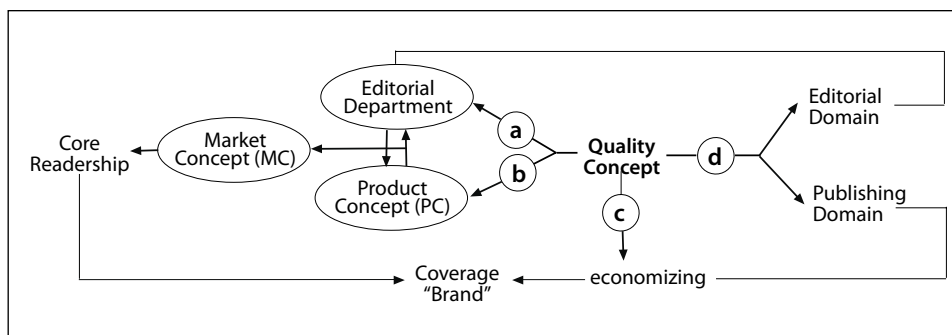 Editorial
Department
a
Editorial
Domain
Core
Readership
Market
Concept (MC)
Quality
Concept
d
b
Product
Concept (PC)
Publishing
Domain
c
Coverage
“Brand”
economizing